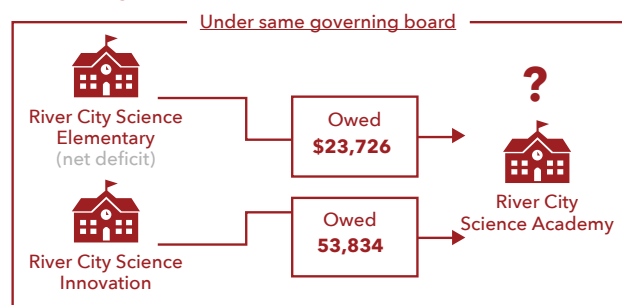 Under same governing board
River City Science
Elementary
(net deficit)
Owed
$23,726
?
River City
Science Academy
River City Science
Innovation
Owed
53,834